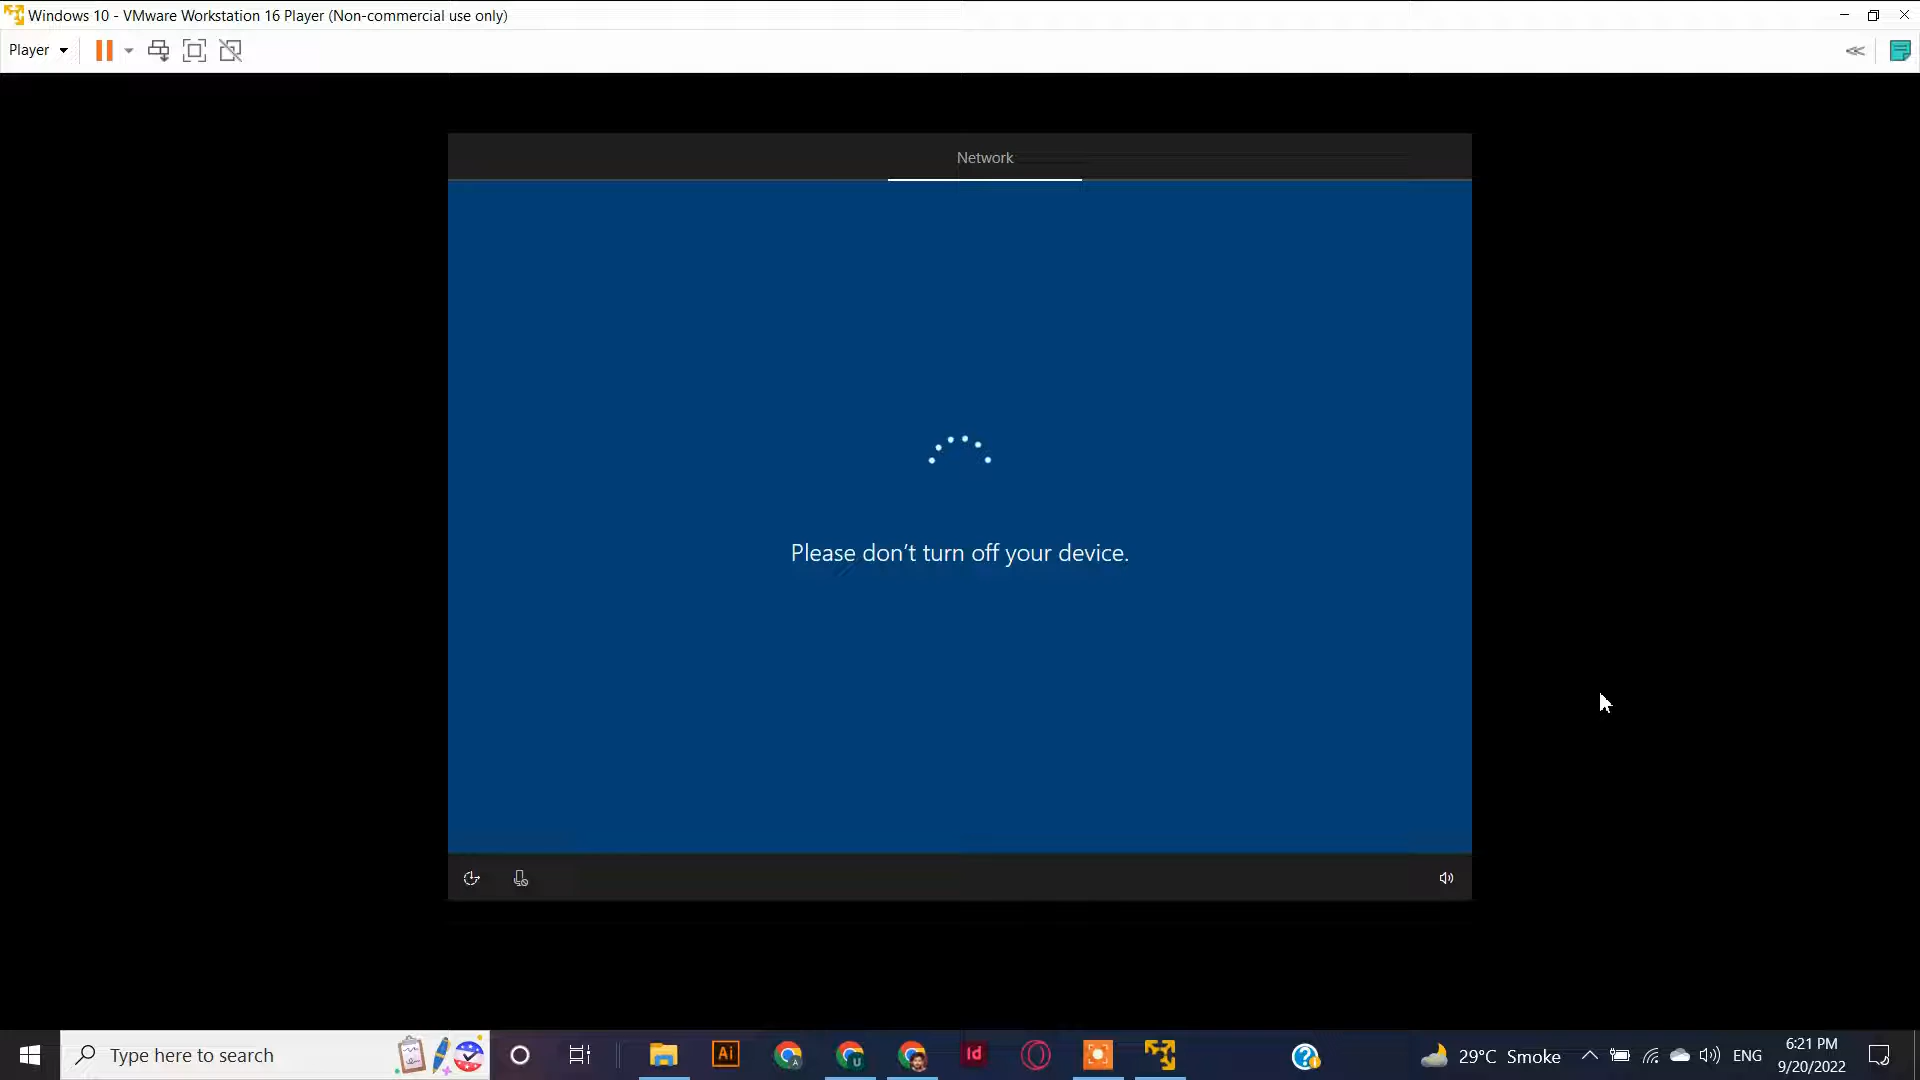 Windows 10 - VMware Workstation 16 Player (Non-commercial use only)
Player
Network
Please don't turn off your device.
Type here to search
Ai
A
U
Id
29°C Smoke
ENG
6:21 PM
9/20/2022